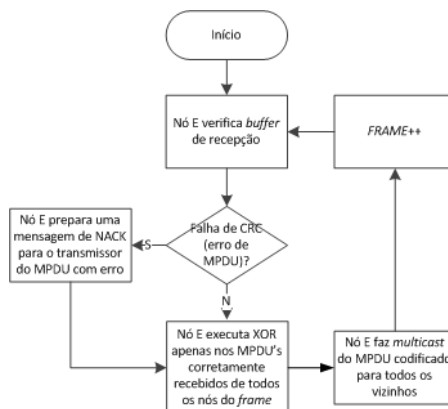 Início
Nó E verifica buffer
de recepção
FRAME++
Falha de CRC
(erro de
MPDU)?
S
N
Nó E prepara uma
mensagem de NACK
para o transmissor
do MPDU com erro
Nó E executa XOR
apenas nos MPDU's
corretamente
recebidos de todos
os nós do frame
Nó E faz multicast
do MPDU codificado
para todos os
vizinhos